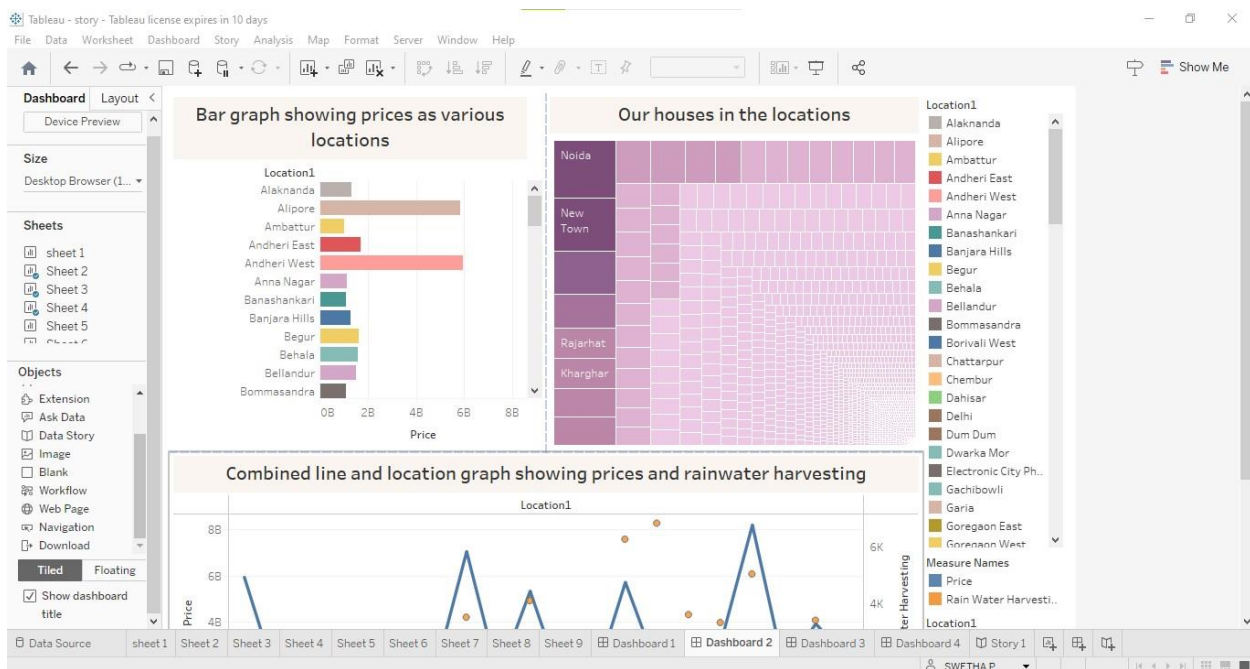 Tableau - story - Tableau license expires in 10 days
File Data Worksheet Dashboard Story Analysis Map Format Server Window Help
Show Me
Dashboard Layout
Device Preview
Size
Desktop Browser (1...
Sheets
sheet 1
Sheet 2
Sheet 3
Sheet 4
Sheet 5
Objects
Extension
Ask Data
Data Story
Image
Blank
Workflow
Web Page
Navigation
Download
Tiled Floating
Show dashboard
title
Bar graph showing prices as various
locations
Location1
Alaknanda
Alipore
Ambattur
Andheri East
Andheri West
Anna Nagar
Banashankari
Banjara Hills
Begur
Behala
Bellandur
Bommasandra
0B 2B 4B 6B 8B
Price
Our houses in the locations
Noida
New
Town
Rajarhat
Kharghar
Combined line and location graph showing prices and rainwater harvesting
Location1
8B
6B
4B
Price
6K
4K
ter Harvesting
Location1
Alaknanda
Alipore
Ambattur
Andheri East
Andheri West
Anna Nagar
Banashankari
Banjara Hills
Begur
Behala
Bellandur
Bommasandra
Borivali West
Chattarpur
Chembur
Dahisar
Delhi
Dum Dum
Dwarka Mor
Electronic City Ph..
Gachibowli
Garia
Goregaon East
Goregaon West
Measure Names
Price
Rain Water Harvesti..
Location1
Data Source sheet 1 Sheet 2 Sheet 3 Sheet 4 Sheet 5 Sheet 6 Sheet 7 Sheet 8 Sheet 9 Dashboard 1 Dashboard 2 Dashboard 3 Dashboard 4 Story 1
SWETHA P